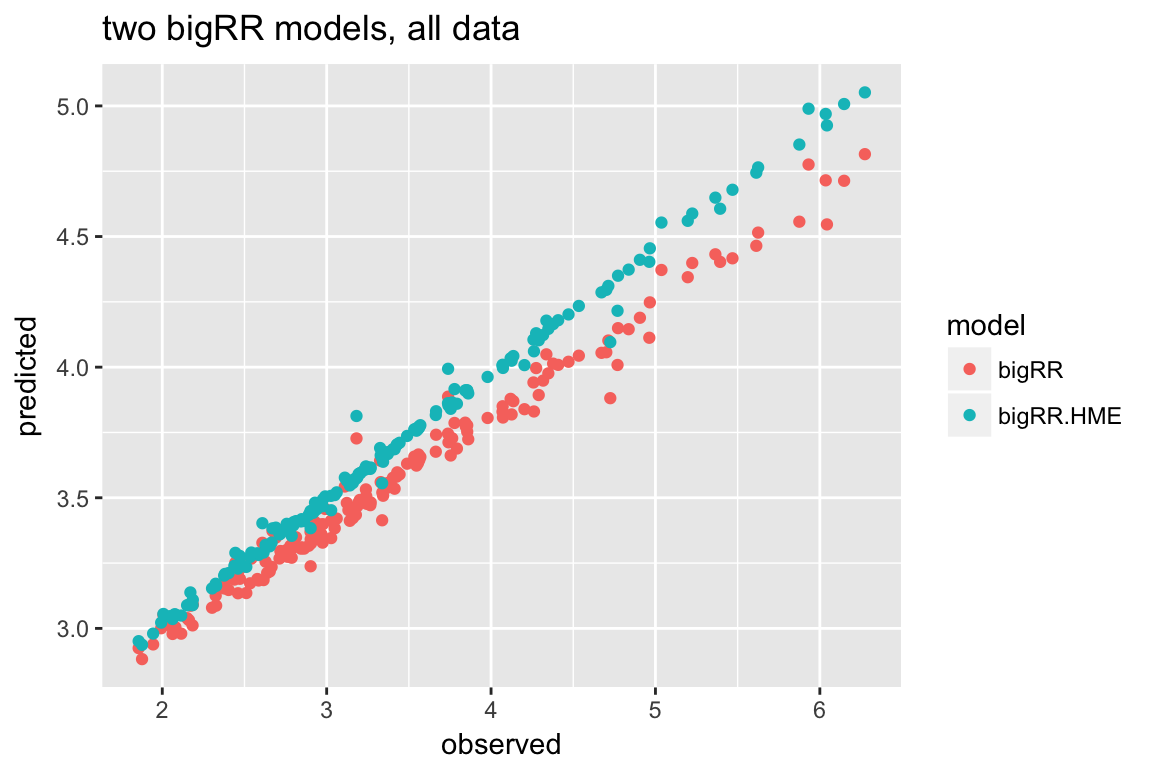 two bigRR models, all data
5.0
4.5
4.0
3.5
3.0
predicted
2 3 4 5 6
observed
model
bigRR
bigRR.HME